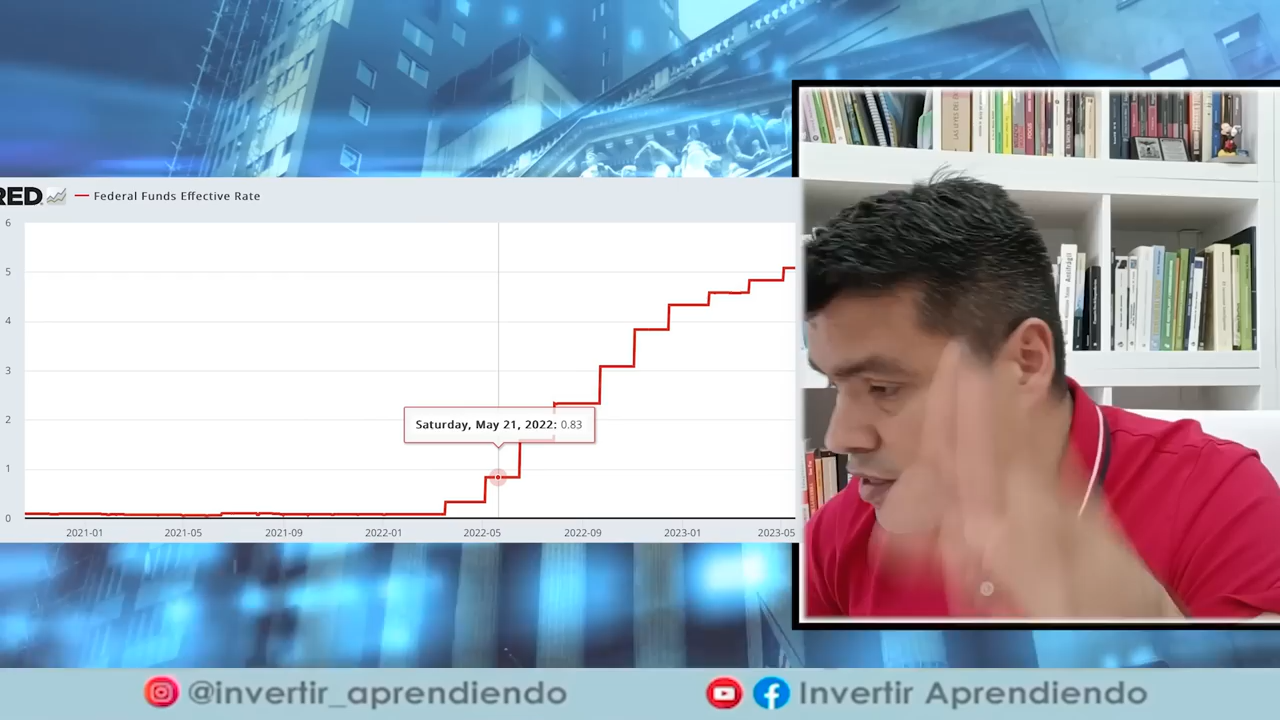 RED
Federal Funds Effective Rate
6
5
4
3
2
1
0
Saturday, May 21, 2022: 0.83
2021-01 2021-05 2021-09 2022-01 2022-05 2022-09 2023-01 2023-05
Antifrágil
@invertir_aprendiendo
Invertir Aprendiendo